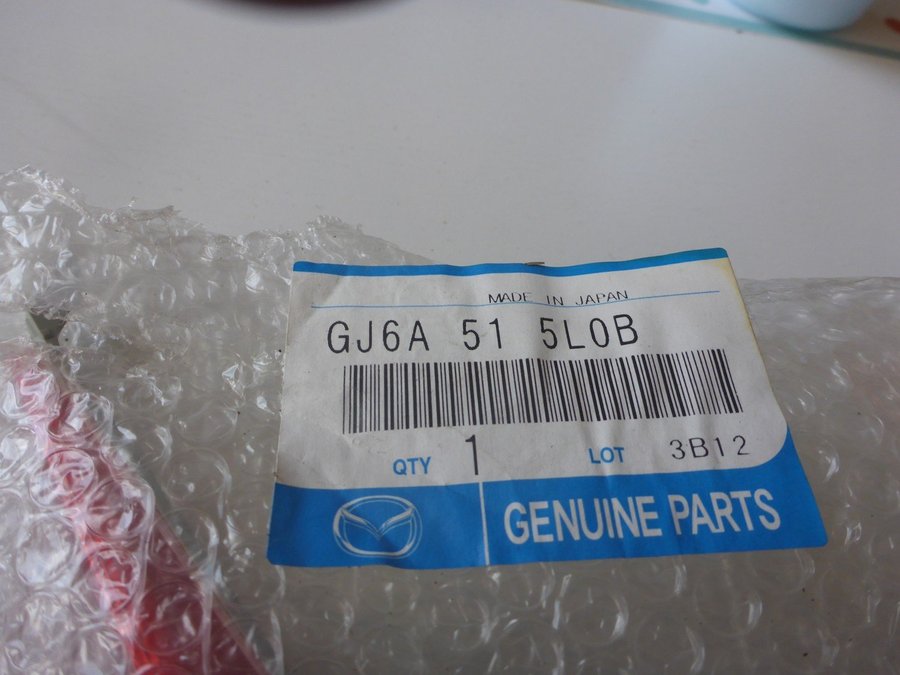 MADE IN JAPAN
GJ6A 51 5L0B
QTY 1 LOT 3B12
GENUINE PARTS